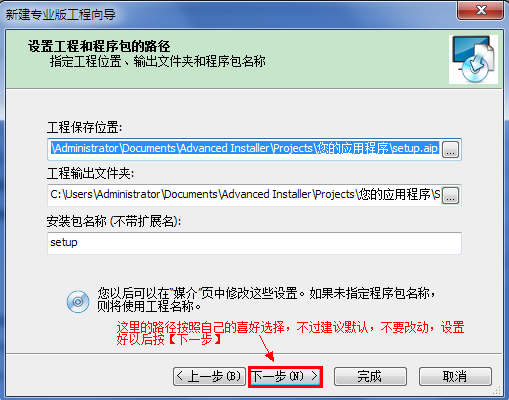 新建专业版工程向导
设置工程和程序包的路径
指定工程位置、输出文件夹和程序包名称
工程保存位置:
\Administrator\Documents\Advanced Installer\Projects\您的应用程序\setup.aip
...
工程输出文件夹:
C:\Users\Administrator\Documents\Advanced Installer\Projects\您的应用程序\S
...
安装包名称 (不带扩展名):
setup
您以后可以在“媒介”页中修改这些设置。如果未指定程序包名称，
则将使用工程名称。
这里的路径按照自己的喜好选择，不过建议默认，不要改动，设置
好以后按【下一步】
< 上一步(B) 下一步(N) > 完成 取消